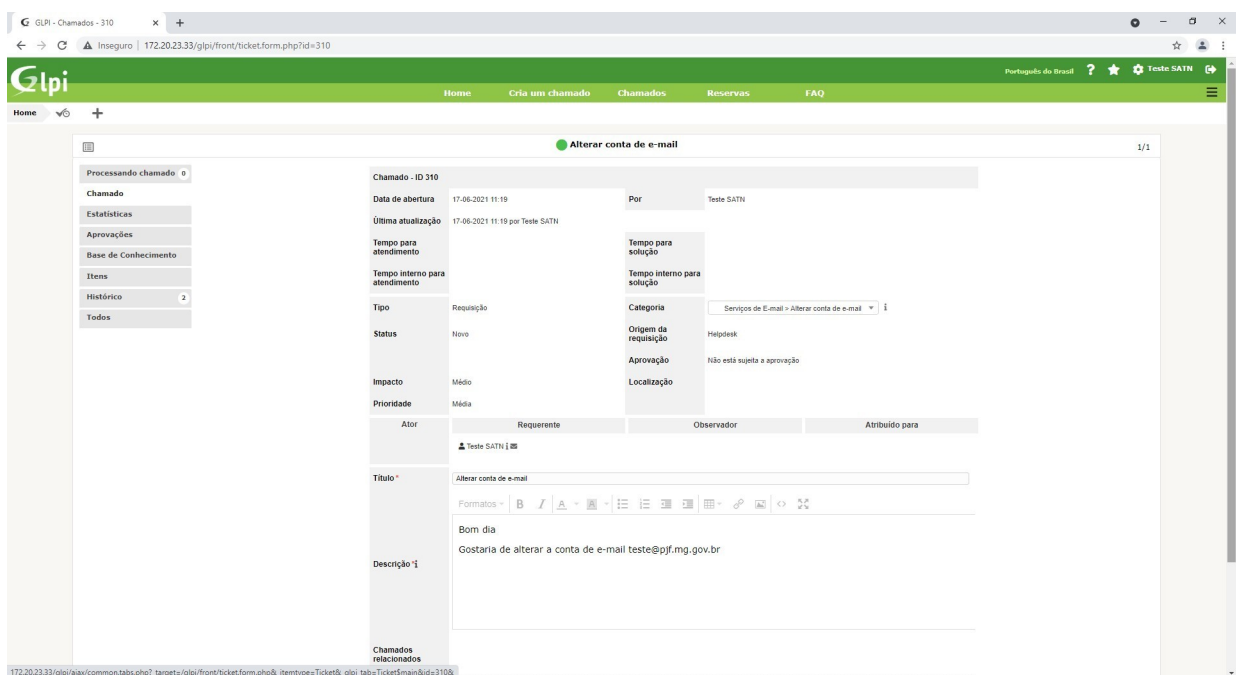 GLPI - Chamados - 310
Inseguro | 172.20.23.33/glpi/front/ticket.form.php?id=310
Glpi
Português do Brasil ? Teste SATN
Home Cria um chamado Chamados Reservas FAQ
Home
Alterar conta de e-mail 1/1
Processando chamado 0
Chamado
Estatísticas
Aprovações
Base de Conhecimento
Itens
Histórico 2
Todos
Chamado - ID 310
Data de abertura 17-06-2021 11:19 Por Teste SATN
Última atualização 17-06-2021 11:19 por Teste SATN
Tempo para atendimento Tempo para solução
Tempo interno para atendimento Tempo interno para solução
Tipo Requisição Categoria Serviços de E-mail > Alterar conta de e-mail i
Status Novo Origem da requisição Helpdesk
Aprovação Não está sujeita a aprovação
Impacto Médio Localização
Prioridade Média
Ator Requerente Observador Atribuído para
Teste SATN i
Título * Alterar conta de e-mail
Formatos B I A A
Bom dia
Gostaria de alterar a conta de e-mail teste@pjf.mg.gov.br
Descrição *i
Chamados relacionados
172.20.23.33/glpi/ajax/common.tabs.php?_target=/glpi/front/ticket.form.php&_itemtype=Ticket&_glpi_tab=Ticket$main&id=310&